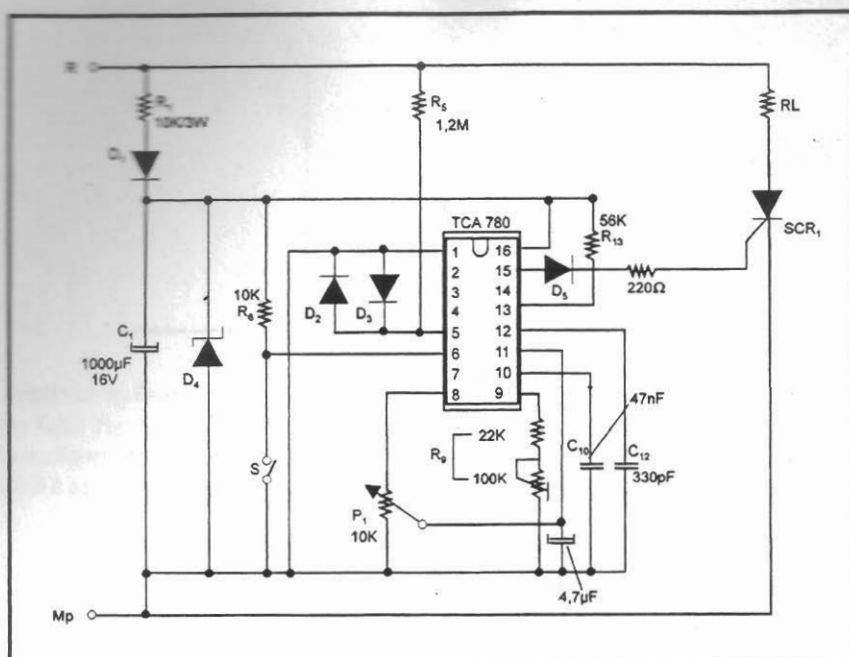 R₁
10K/3W
D₁
R₅
1,2M
RL
SCR₁
TCA 780
56K
R₁₃
D₅
220Ω
10K
R₆
D₂
D₃
D₄
C₁
1000µF
16V
1
2
3
4
5
6
7
8
16
15
14
13
12
11
10
9
47nF
22K
R₉
100K
C₁₀
C₁₂
330pF
S
P₁
10K
4,7µF
Mp